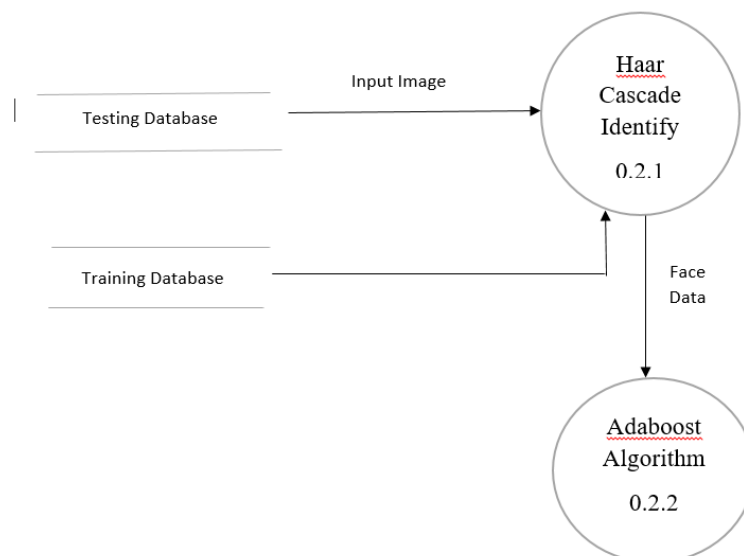 Haar
Cascade
Identify
0.2.1
Input Image
Testing Database
Training Database
Face
Data
Adaboost
Algorithm
0.2.2